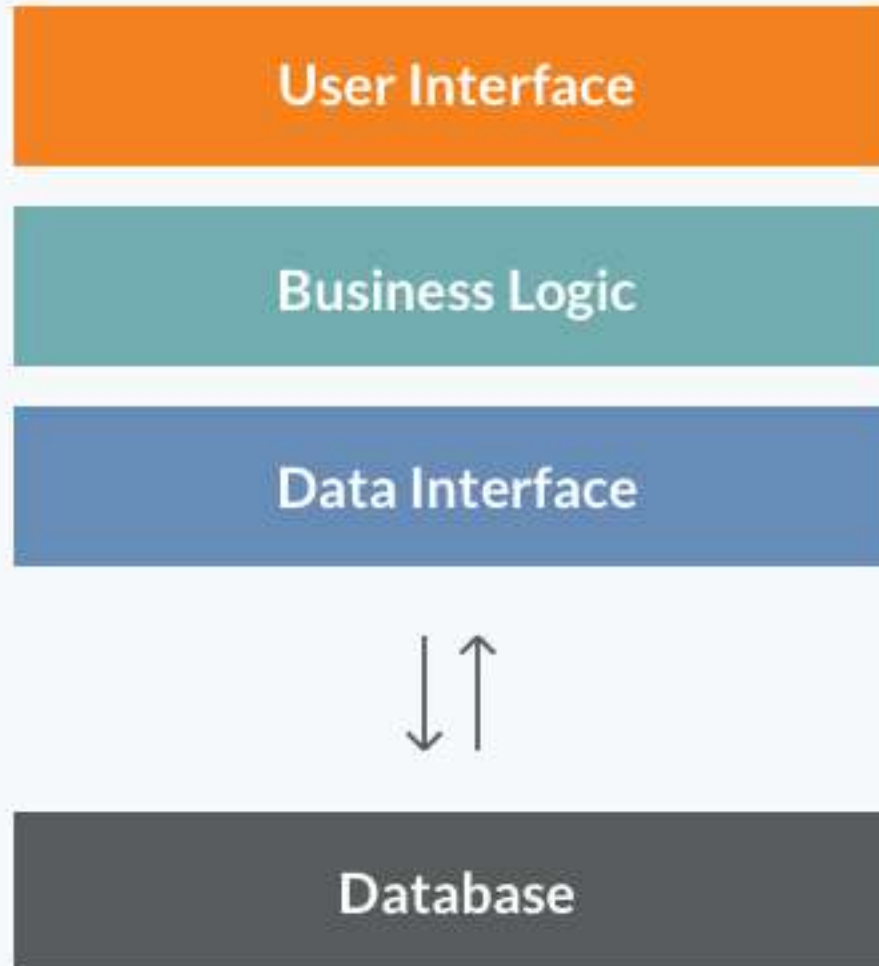 User Interface
Business Logic
Data Interface
Database